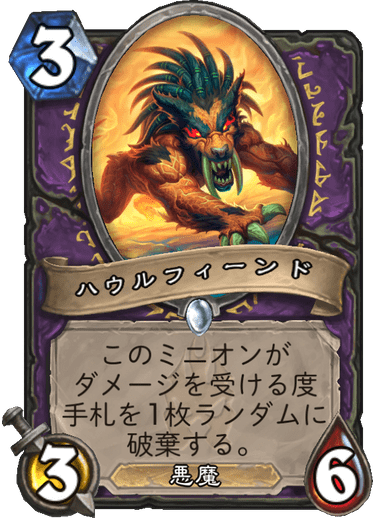 3
ハウルフィーンド
このミニオンが
ダメージを受ける度
手札を1枚ランダムに
破棄する。
悪魔
3
6